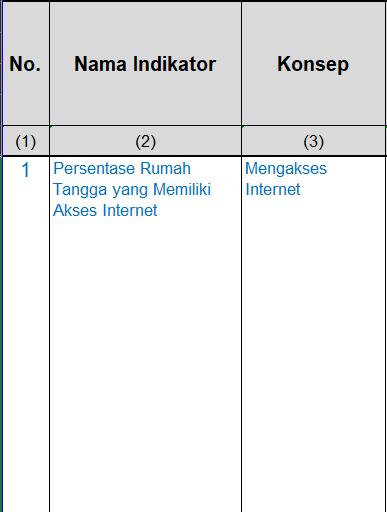 No. Nama Indikator Konsep
(1) (2) (3)
1 Persentase Rumah Mengakses
Tangga yang Memiliki Internet
Akses Internet